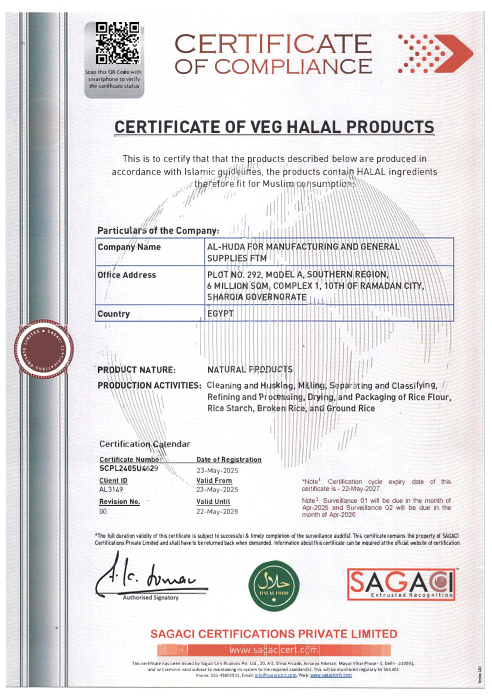 Scan this QR Code with
smartphone to verify
the certificate status
CERTIFICATE
OF COMPLIANCE
CERTIFICATE OF VEG HALAL PRODUCTS
This is to certify that that the products described below are produced in
accordance with Islamic guidelines, the products contain HALAL ingredients
therefore fit for Muslim consumption.
Particulars of the Company:
Company Name AL-HUDA FOR MANUFACTURING AND GENERAL
SUPPLIES FTM
Office Address PLOT NO. 292, MODEL A, SOUTHERN REGION,
6 MILLION SQM, COMPLEX 1, 10TH OF RAMADAN CITY,
SHARQIA GOVERNORATE
Country EGYPT
PRODUCT NATURE: NATURAL PRODUCTS
PRODUCTION ACTIVITIES: Cleaning and Husking, Milling, Separating and Classifying,
Refining and Processing, Drying, and Packaging of Rice Flour,
Rice Starch, Broken Rice, and Ground Rice
Certification Calendar
Certificate Number Date of Registration
SCPL2405U4629 23-May-2025
Client ID Valid From
AL3149 23-May-2025
Revision No. Valid Until
00 22-May-2026
*Note1: Certification cycle expiry date of this
certificate is - 22-May-2027.
Note2: Surveillance 01 will be due in the month of
Apr-2025 and Surveillance 02 will be due in the
month of Apr-2026
*The full duration validity of this certificate is subject to successful & timely completion of the surveillance audit(s). This certificate remains the property of SAGACI
Certifications Private Limited and shall have to be returned back when demanded. Information about this certificate can be inquired at the official website of certification.
Authorised Signatory
حلال
HALAL FOOD
SAGACI
Entrusted Recognition
SAGACI CERTIFICATIONS PRIVATE LIMITED
www.sagacicert.com
This certificate has been issued by Sagaci Certifications Pvt. Ltd., 20, A-2, Shiva Arcade, Acharya Niketan, Mayur Vihar Phase - 1, Delhi - 110091,
and will remain valid subject to maintaining its system to the required standard(s). This will be monitored regularly by SAGACI
Phone: 011-43601911, Email: info@sagacicert.com, Web: www.sagacicert.com